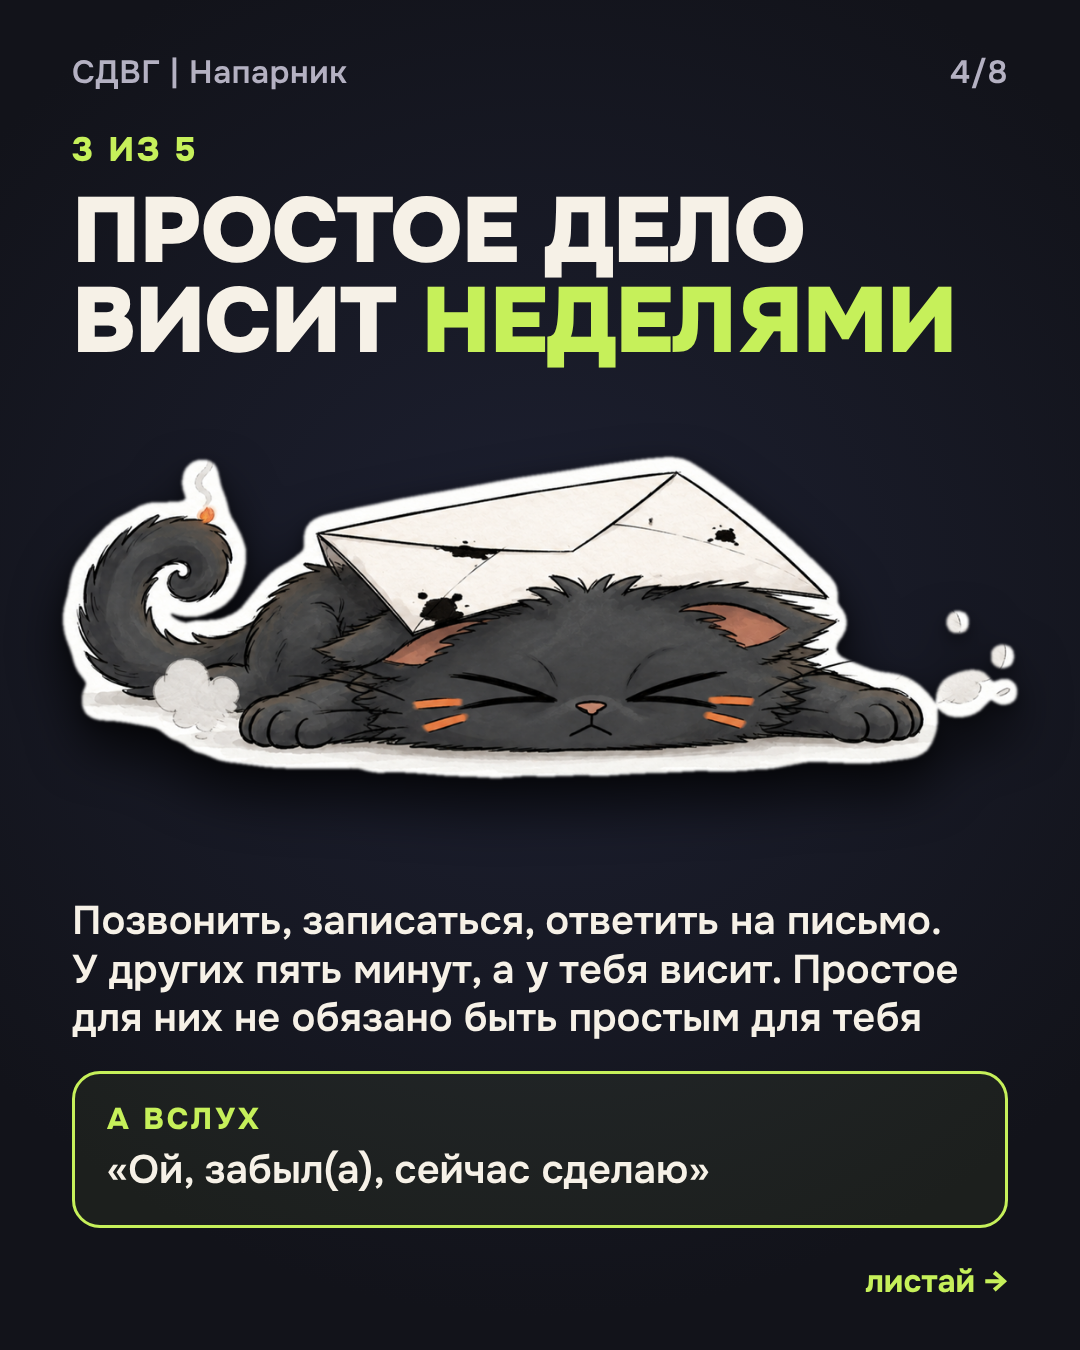 СДВГ | Напарник
4/8
3 ИЗ 5
ПРОСТОЕ ДЕЛО
ВИСИТ НЕДЕЛЯМИ
Позвонить, записаться, ответить на письмо.
У других пять минут, а у тебя висит. Простое
для них не обязано быть простым для тебя
А ВСЛУХ
«Ой, забыл(а), сейчас сделаю»
листай →